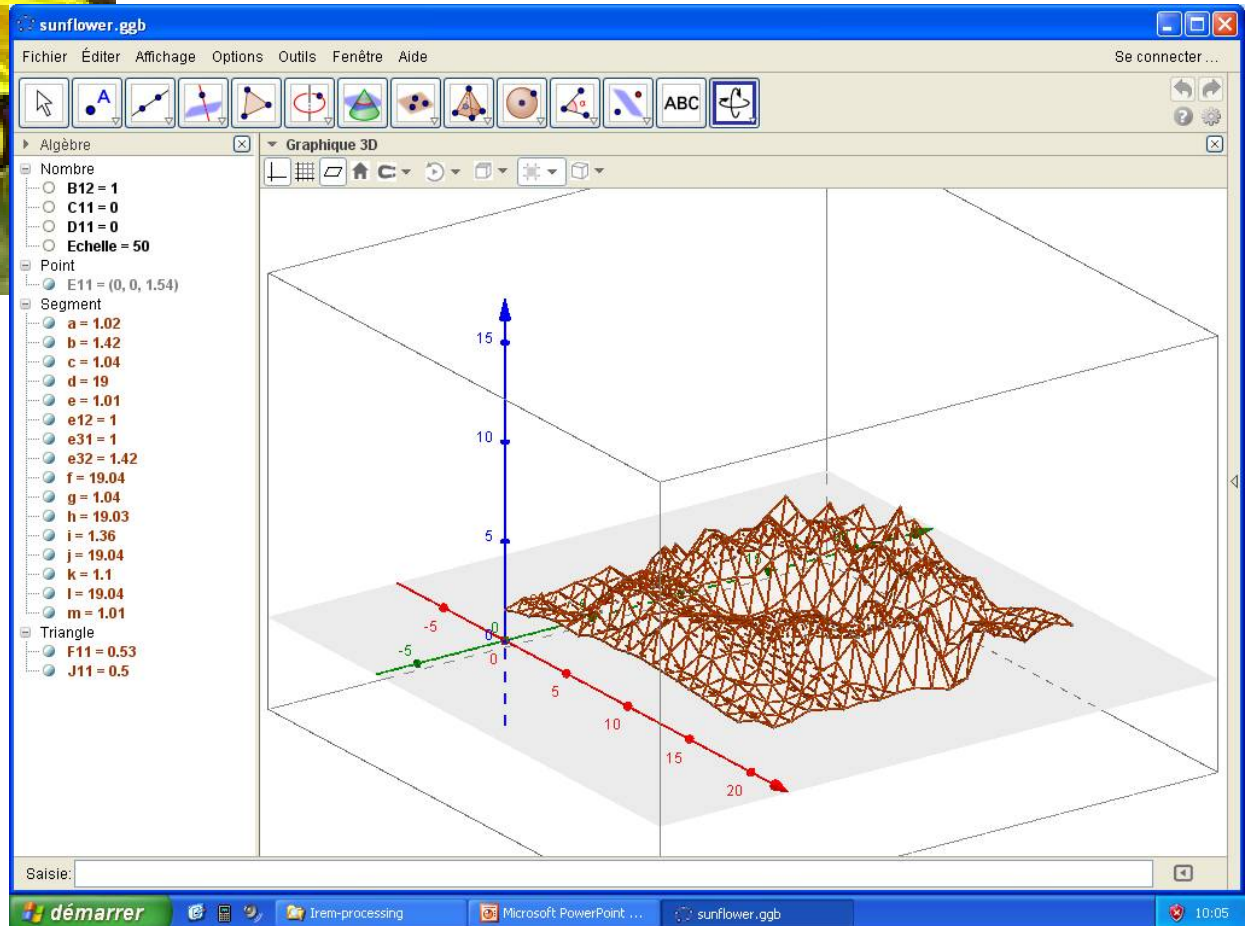 sunflower.ggb
Fichier Éditer Affichage Options Outils Fenêtre Aide Se connecter ...
A α ABC
Algèbre
Graphique 3D
Nombre
B12 = 1
C11 = 0
D11 = 0
Echelle = 50
Point
E11 = (0, 0, 1.54)
Segment
a = 1.02
b = 1.42
c = 1.04
d = 19
e = 1.01
e12 = 1
e31 = 1
e32 = 1.42
f = 19.04
g = 1.04
h = 19.03
i = 1.36
j = 19.04
k = 1.1
l = 19.04
m = 1.01
Triangle
F11 = 0.53
J11 = 0.5
15
10
5
0
-5
0
5
10
15
20
-5
0
15
Saisie:
démarrer Irem-processing Microsoft PowerPoint ... sunflower.ggb 10:05